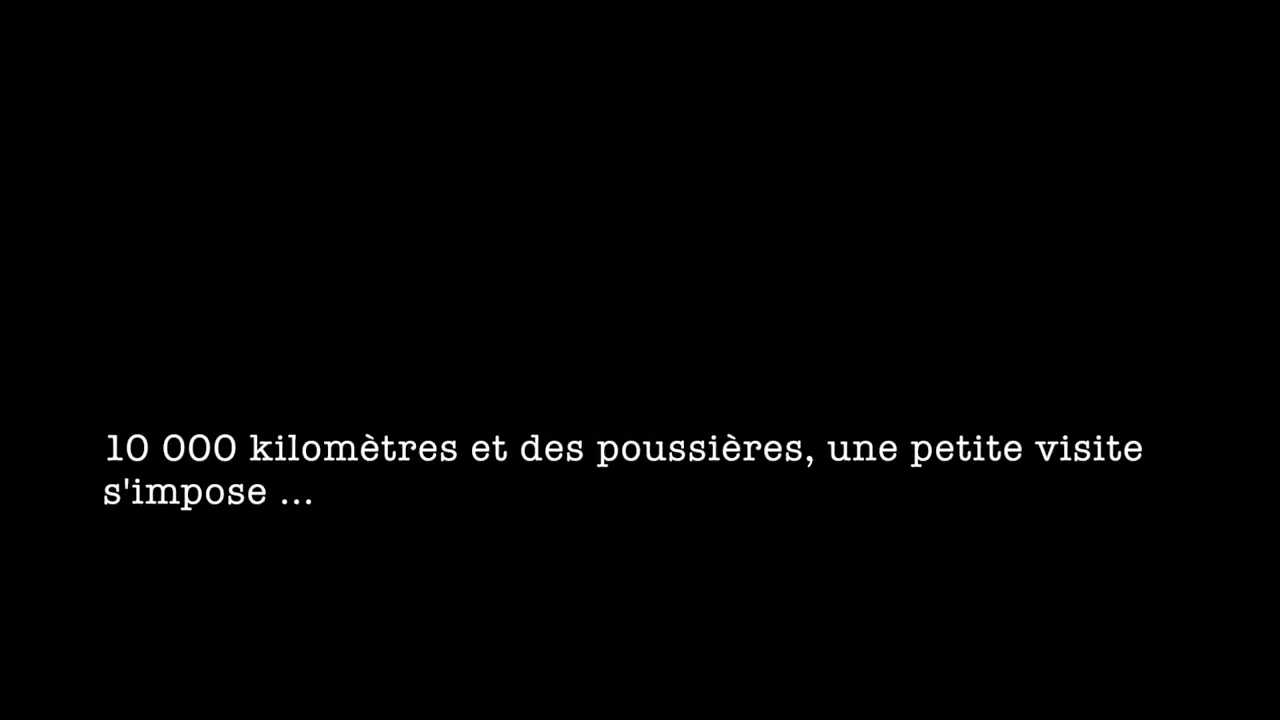 10 000 kilomètres et des poussières, une petite visite
s'impose ...